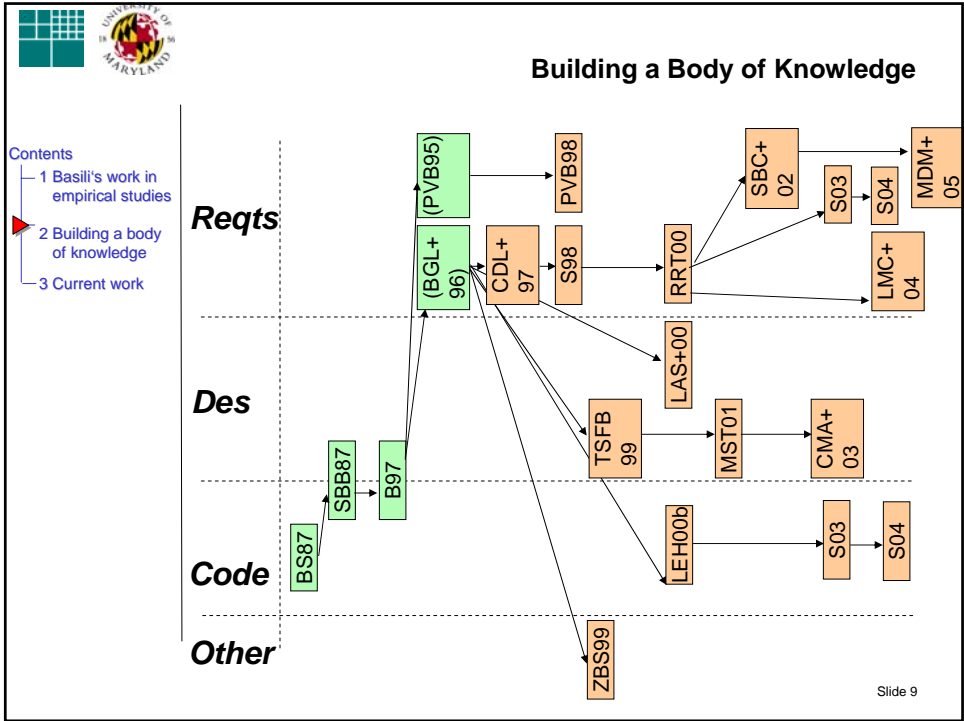 UNIVERSITY OF
18 56
MARYLAND
Building a Body of Knowledge
Contents
1 Basili's work in
empirical studies
2 Building a body
of knowledge
3 Current work
Reqts
(PVB95)
PVB98
SBC+
02
S03
S04
MDM+
05
(BGL+
96)
CDL+
97
S98
RRT00
LMC+
04
Des
LAS+00
SBB87
B97
TSFB
99
MST01
CMA+
03
Code
BS87
LEH00b
S03
S04
Other
ZBS99
Slide 9